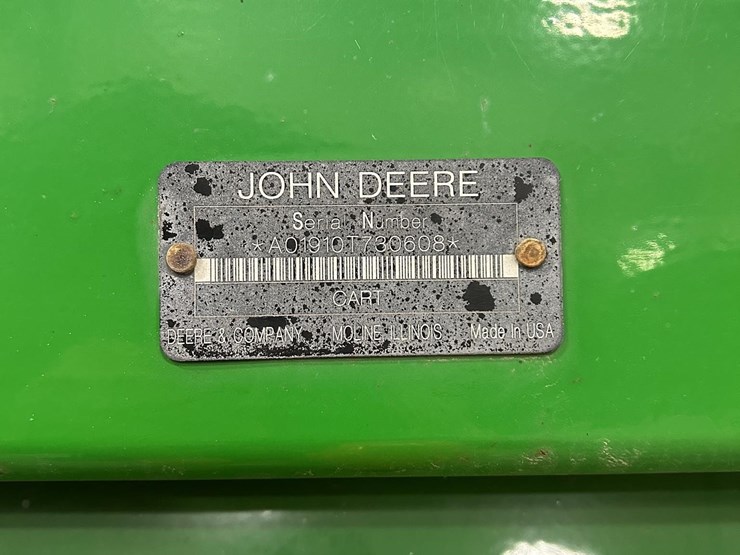 JOHN DEERE
Serial Number
*A01910T730608*
CART
DEERE & COMPANY MOLINE ILLINOIS Made In USA